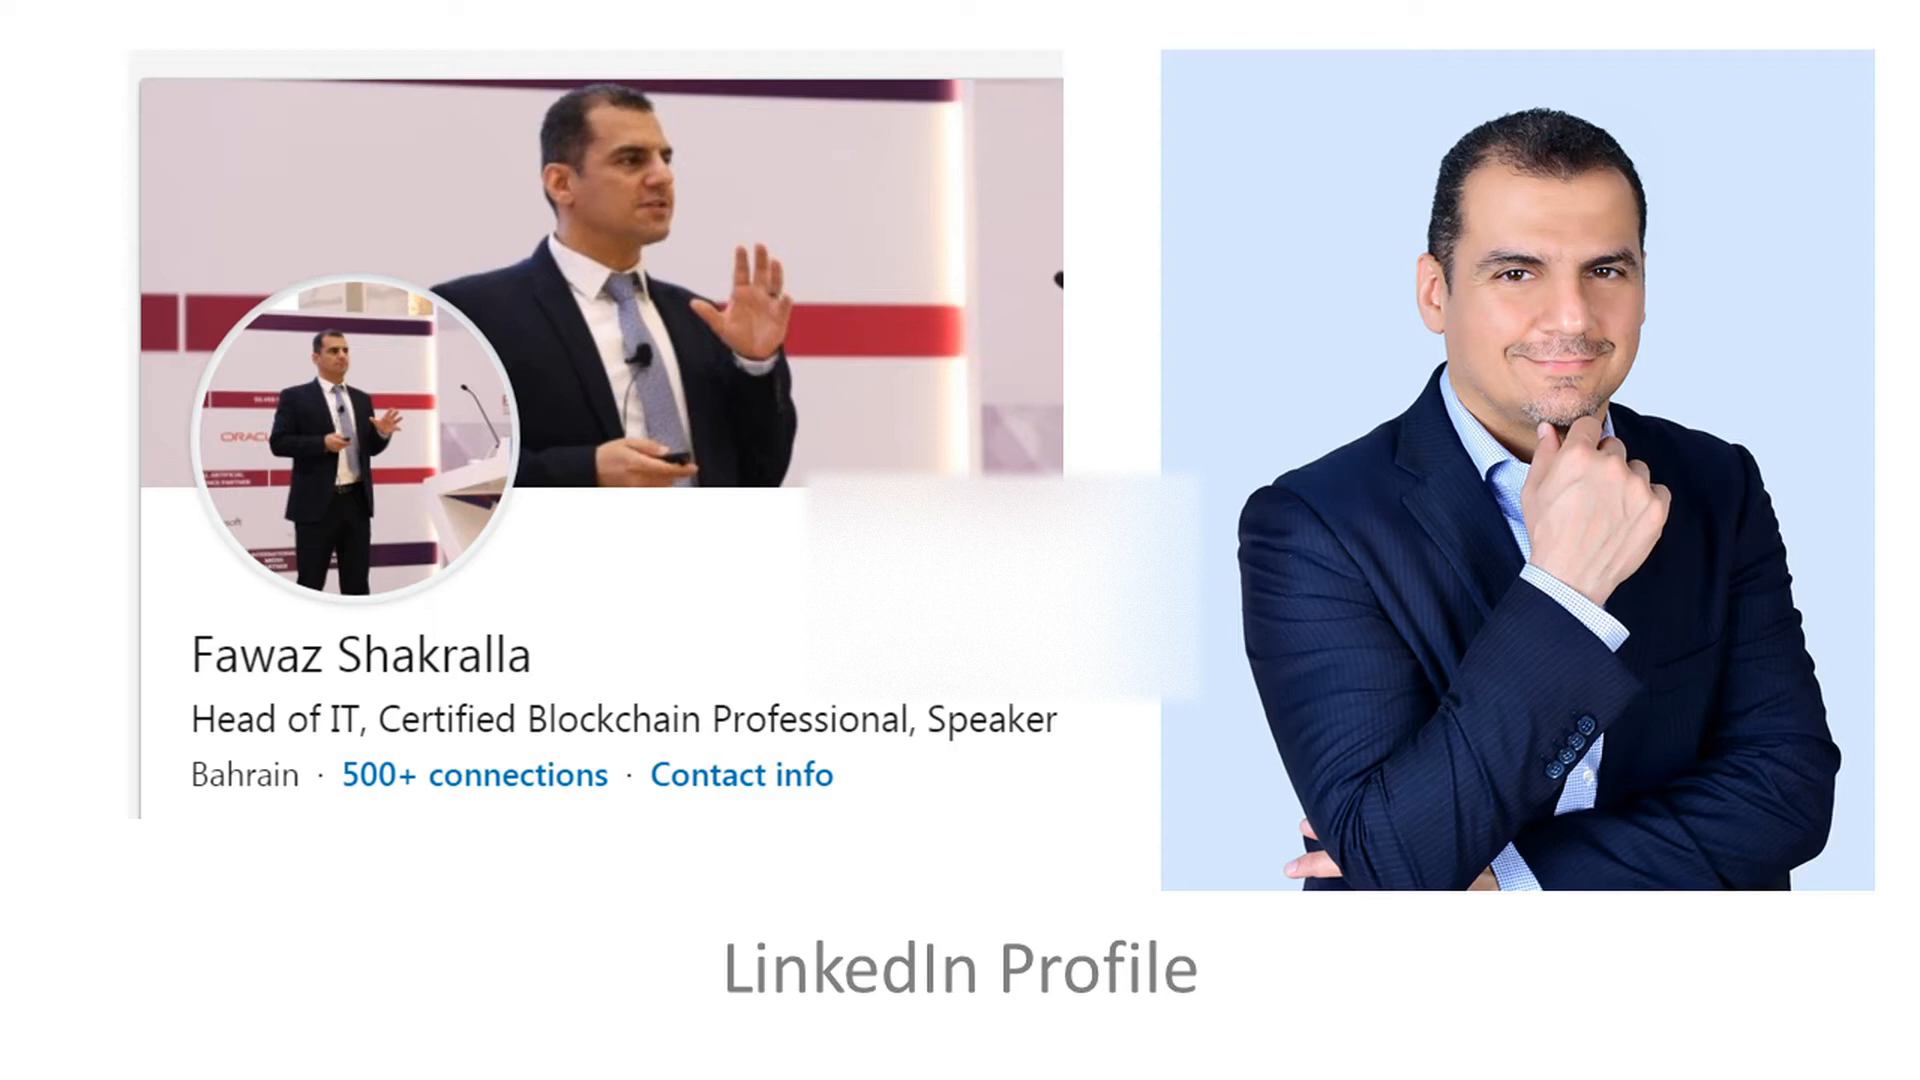 Fawaz Shakralla
Head of IT, Certified Blockchain Professional, Speaker
Bahrain · 500+ connections · Contact info
LinkedIn Profile